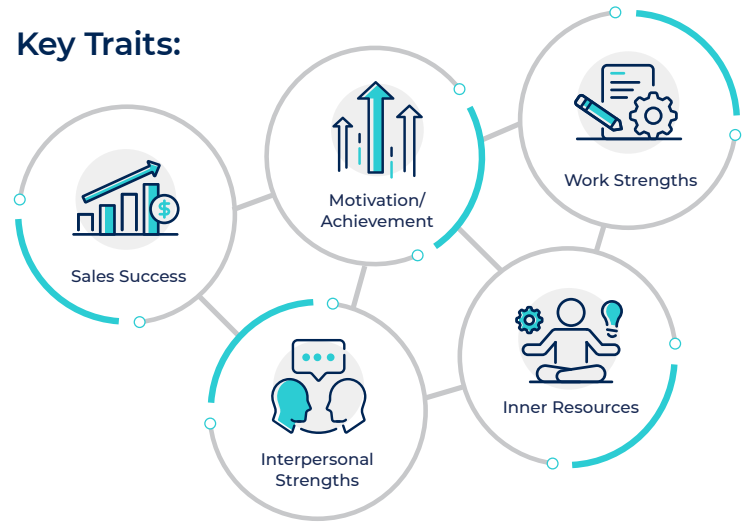 Key Traits:
Sales Success
$
Motivation/
Achievement
Work Strengths
Interpersonal
Strengths
Inner Resources